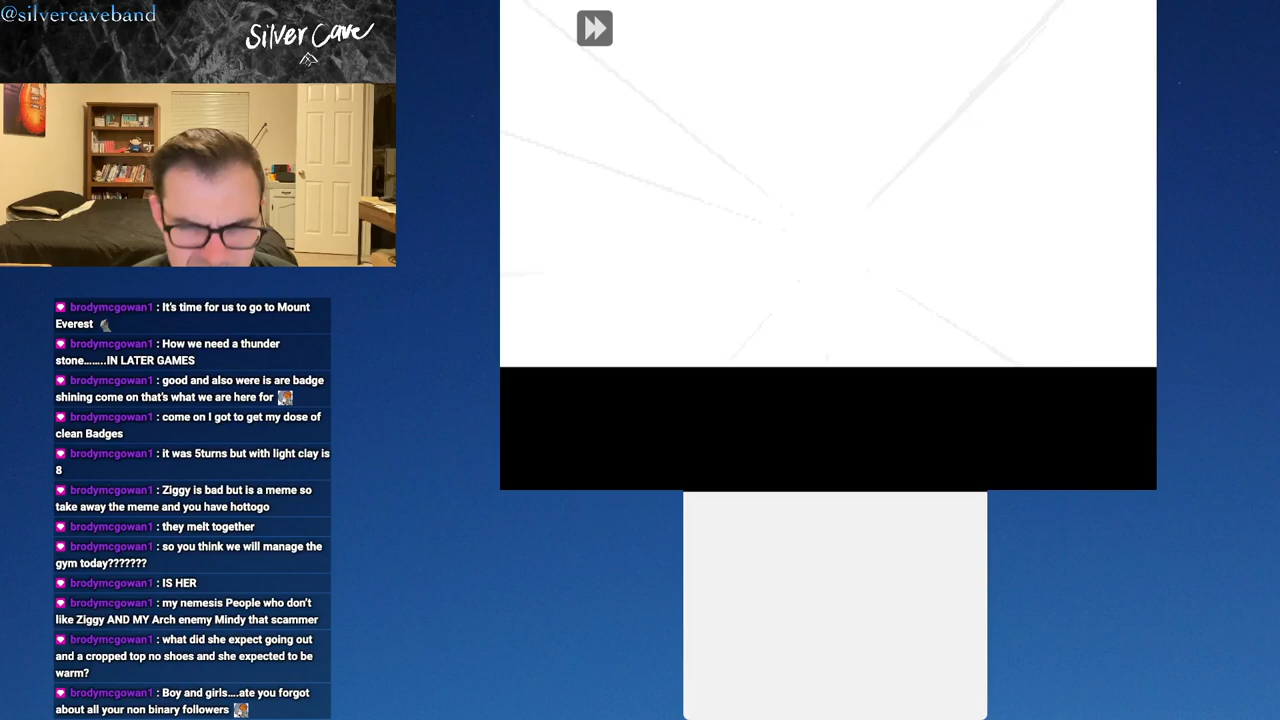 @silvercaveband
Silver Cave
brodymcgowan1 : It's time for us to go to Mount
Everest
brodymcgowan1 : How we need a thunder
stone........IN LATER GAMES
brodymcgowan1 : good and also were is are badge
shining come on that's what we are here for
brodymcgowan1 : come on I got to get my dose of
clean Badges
brodymcgowan1 : it was 5turns but with light clay is
8
brodymcgowan1 : Ziggy is bad but is a meme so
take away the meme and you have hottogo
brodymcgowan1 : they melt together
brodymcgowan1 : so you think we will manage the
gym today???????
brodymcgowan1 : IS HER
brodymcgowan1 : my nemesis People who don't
like Ziggy AND MY Arch enemy Mindy that scammer
brodymcgowan1 : what did she expect going out
and a cropped top no shoes and she expected to be
warm?
brodymcgowan1 : Boy and girls....ate you forgot
about all your non binary followers